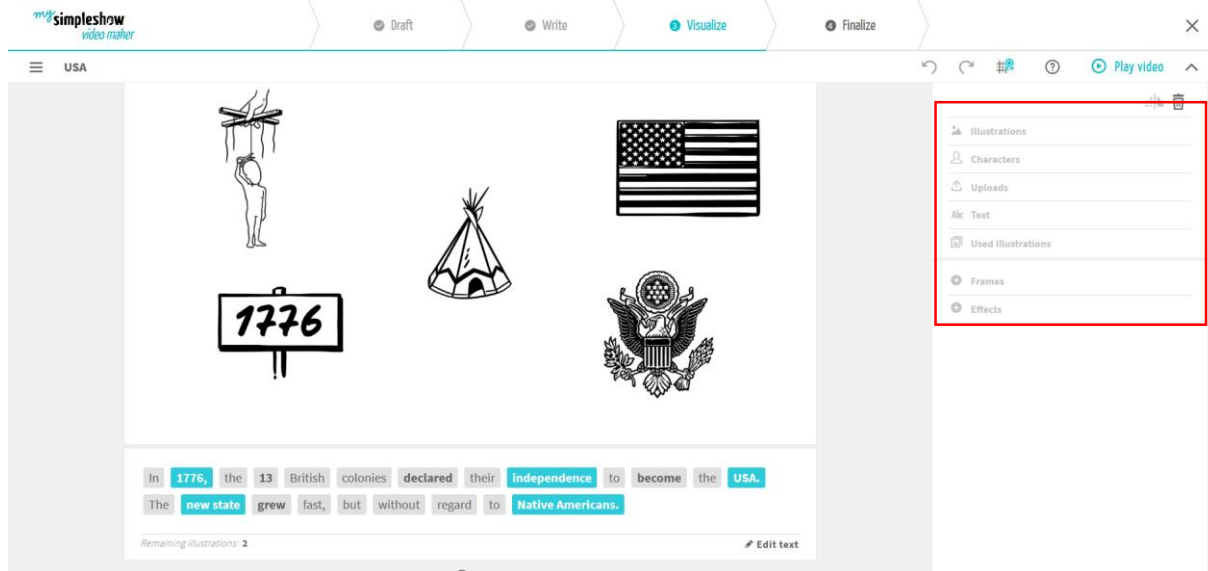 my simpleshow
video maker
Draft
Write
3 Visualize
4 Finalize
USA
Play video
1776
Illustrations
Characters
Uploads
Abc Text
Used Illustrations
Frames
Effects
In 1776, the 13 British colonies declared their independence to become the USA.
The new state grew fast, but without regard to Native Americans.
Remaining illustrations: 2
Edit text